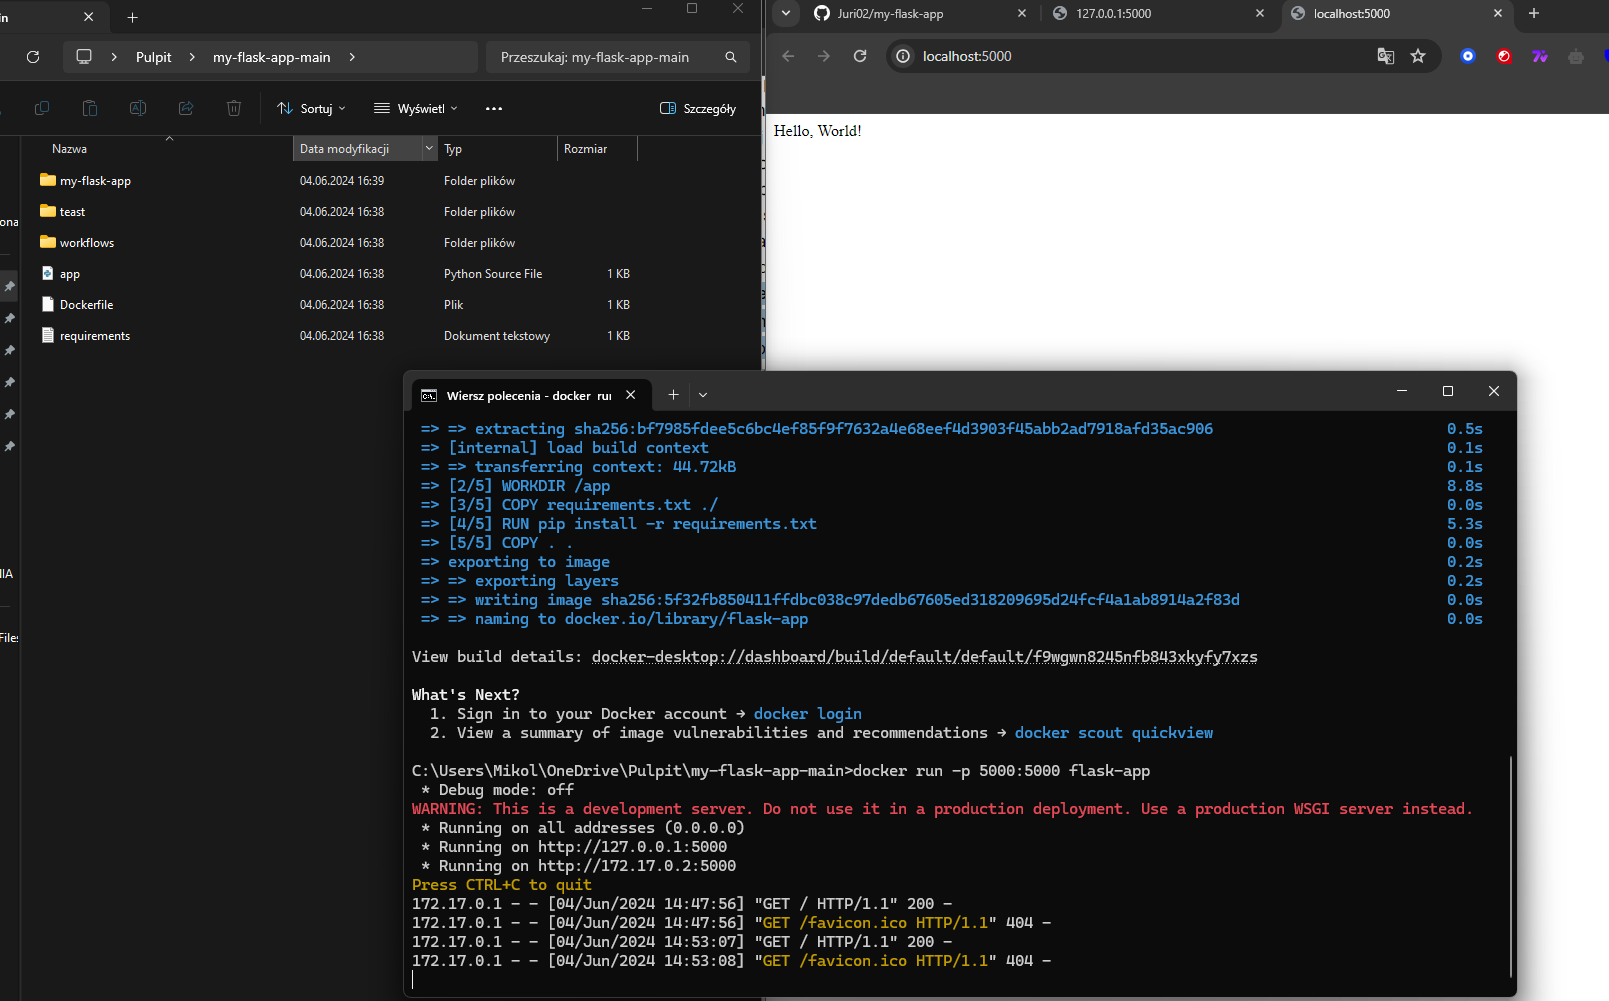 in
Pulpit
my-flask-app-main
Przeszukaj: my-flask-app-main
Sortuj
Wyświetl
Szczegóły
Nazwa
Data modyfikacji
Typ
Rozmiar
my-flask-app 04.06.2024 16:39 Folder plików
teast 04.06.2024 16:38 Folder plików
workflows 04.06.2024 16:38 Folder plików
app 04.06.2024 16:38 Python Source File 1 KB
Dockerfile 04.06.2024 16:38 Plik 1 KB
requirements 04.06.2024 16:38 Dokument tekstowy 1 KB
ona
Files
Juri02/my-flask-app
127.0.0.1:5000
localhost:5000
localhost:5000
Hello, World!
Wiersz polecenia - docker run
=> => extracting sha256:bf7985fdee5c6bc4ef85f9f7632a4e68eef4d3903f45abb2ad7918afd35ac906 0.5s
=> [internal] load build context 0.1s
=> => transferring context: 44.72kB 0.1s
=> [2/5] WORKDIR /app 8.8s
=> [3/5] COPY requirements.txt ./ 0.0s
=> [4/5] RUN pip install -r requirements.txt 5.3s
=> [5/5] COPY . . 0.0s
=> exporting to image 0.2s
=> => exporting layers 0.2s
=> => writing image sha256:5f32fb850411ffdbc038c97dedb67605ed318209695d24fcf4a1ab8914a2f83d 0.0s
=> => naming to docker.io/library/flask-app 0.0s
View build details: docker-desktop://dashboard/build/default/default/f9wgwn8245nfb843xkyfy7xzs
What's Next?
1. Sign in to your Docker account → docker login
2. View a summary of image vulnerabilities and recommendations → docker scout quickview
C:\Users\Mikol\OneDrive\Pulpit\my-flask-app-main>docker run -p 5000:5000 flask-app
* Debug mode: off
WARNING: This is a development server. Do not use it in a production deployment. Use a production WSGI server instead.
* Running on all addresses (0.0.0.0)
* Running on http://127.0.0.1:5000
* Running on http://172.17.0.2:5000
Press CTRL+C to quit
172.17.0.1 - - [04/Jun/2024 14:47:56] "GET / HTTP/1.1" 200 -
172.17.0.1 - - [04/Jun/2024 14:47:56] "GET /favicon.ico HTTP/1.1" 404 -
172.17.0.1 - - [04/Jun/2024 14:53:07] "GET / HTTP/1.1" 200 -
172.17.0.1 - - [04/Jun/2024 14:53:08] "GET /favicon.ico HTTP/1.1" 404 -